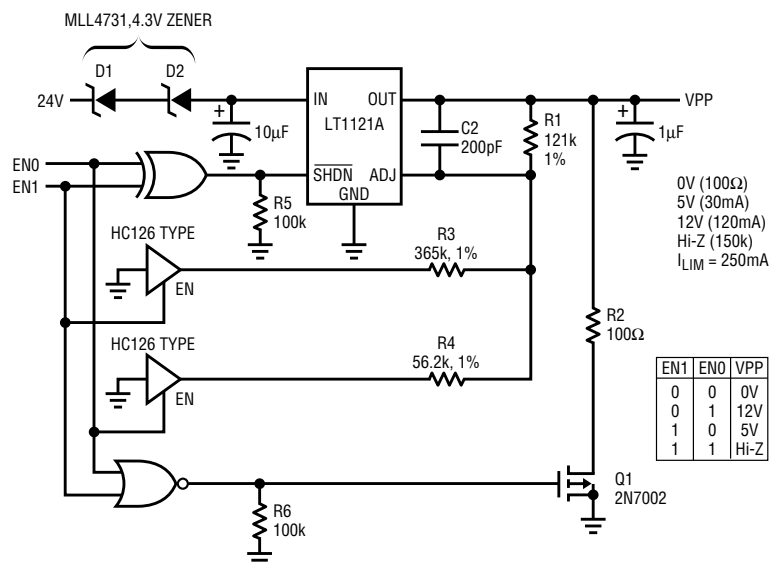 MLL4731,4.3V ZENER
D1 D2
24V
+
10µF
IN OUT
LT1121A
SHDN ADJ
GND
C2
200pF
R1
121k
1%
+
1µF
VPP
EN0
EN1
R5
100k
0V (100Ω)
5V (30mA)
12V (120mA)
Hi-Z (150k)
ILIM = 250mA
HC126 TYPE
EN
R3
365k, 1%
R2
100Ω
HC126 TYPE
EN
R4
56.2k, 1%
EN1 EN0 VPP
0 0 0V
0 1 12V
1 0 5V
1 1 Hi-Z
R6
100k
Q1
2N7002